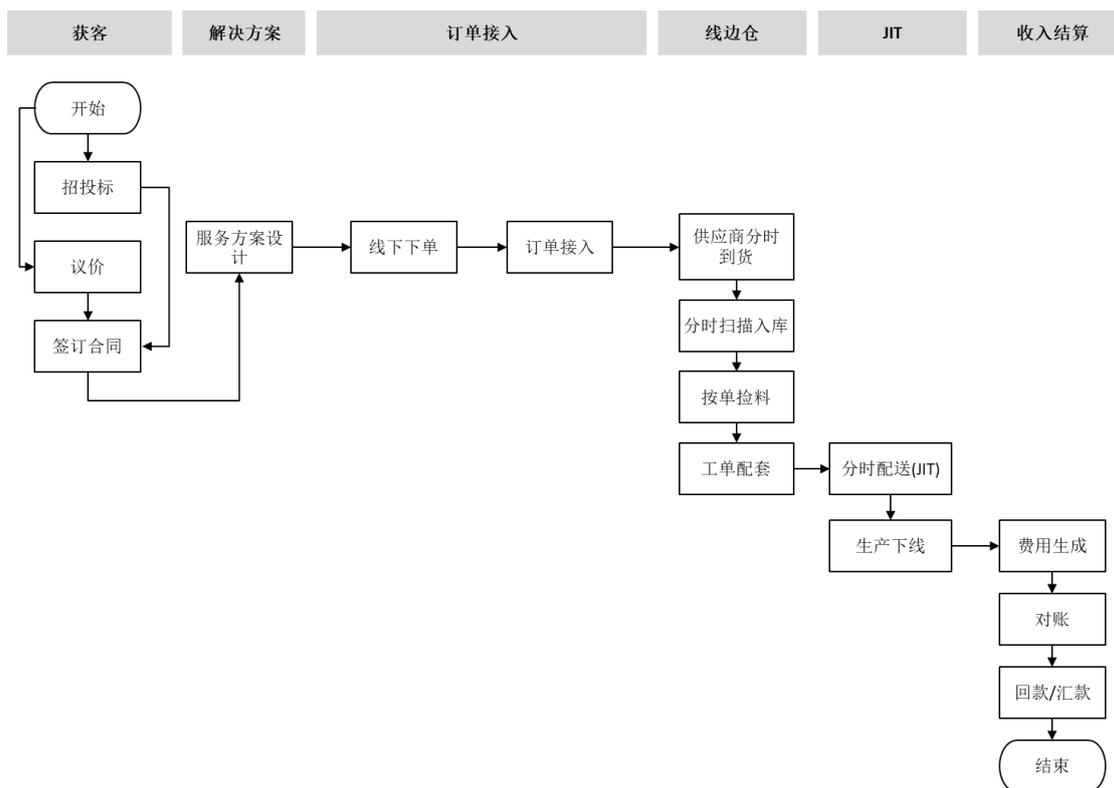 获客
解决方案
订单接入
线边仓
JIT
收入结算
开始
招投标
议价
签订合同
服务方案设
计
线下下单
订单接入
供应商分时
到货
分时扫描入库
按单捡料
工单配套
分时配送(JIT)
生产下线
费用生成
对账
回款/汇款
结束